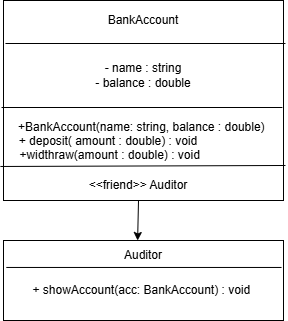 BankAccount
- name : string
- balance : double
+BankAccount(name: string, balance : double)
+ deposit( amount : double) : void
+widthraw(amount : double) : void
<<friend>> Auditor
Auditor
+ showAccount(acc: BankAccount) : void